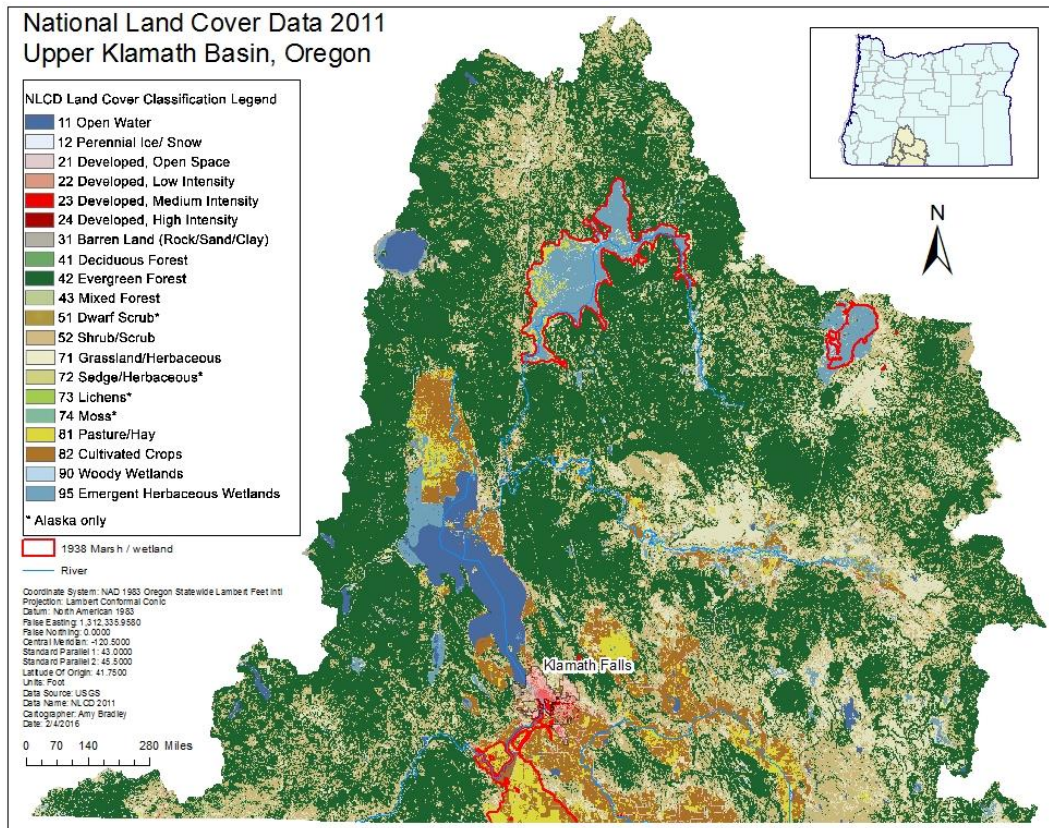 National Land Cover Data 2011
Upper Klamath Basin, Oregon
NLCD Land Cover Classification Legend
11 Open Water
12 Perennial Ice/ Snow
21 Developed, Open Space
22 Developed, Low Intensity
23 Developed, Medium Intensity
24 Developed, High Intensity
31 Barren Land (Rock/Sand/Clay)
41 Deciduous Forest
42 Evergreen Forest
43 Mixed Forest
51 Dwarf Scrub*
52 Shrub/Scrub
71 Grassland/Herbaceous
72 Sedge/Herbaceous*
73 Lichens*
74 Moss*
81 Pasture/Hay
82 Cultivated Crops
90 Woody Wetlands
95 Emergent Herbaceous Wetlands
* Alaska only
1938 Marsh / wetland
River
Coordinate System: NAD 1983 Oregon Statewide Lambert Feet Intl
Projection: Lambert Conformal Conic
Datum: North American 1983
False Easting: 1,312,335.9580
False Northing: 0.0000
Central Meridian: -120.5000
Standard Parallel 1: 43.0000
Standard Parallel 2: 45.5000
Latitude Of Origin: 41.7500
Units: Foot
Data Source: USGS
Data Name: NLCD 2011
Cartographer: Amy Bradley
Date: 2/4/2016
0 70 140 280 Miles
N
Klamath Falls